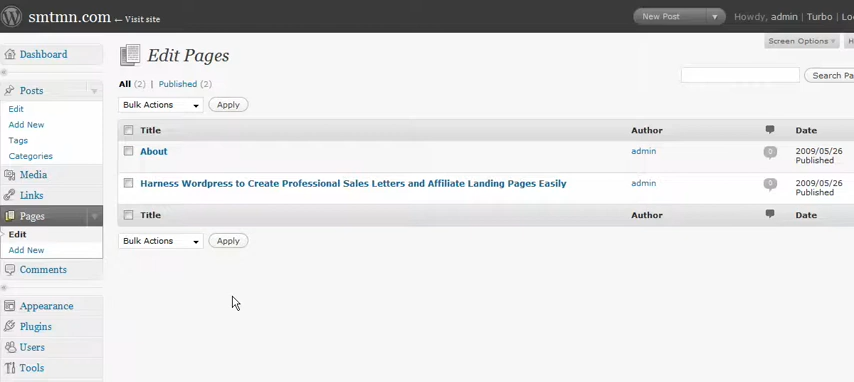 smtmn.com ← Visit site
New Post
Howdy, admin | Turbo |
Screen Options
Dashboard
Edit Pages
All (2) | Published (2)
Posts
Bulk Actions
Apply
Search
Edit
Add New
Tags
Categories
Media
Links
Pages
Edit
Add New
Comments
Appearance
Plugins
Users
Tools
Title
Author
Date
About
admin
0
2009/05/26
Published
Harness Wordpress to Create Professional Sales Letters and Affiliate Landing Pages Easily
admin
0
2009/05/26
Published
Title
Author
Date
Bulk Actions
Apply